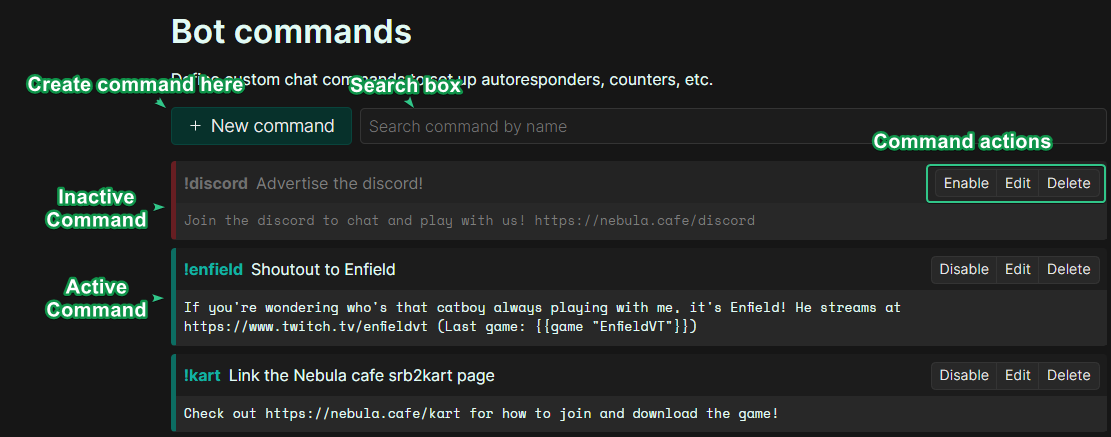 Bot commands
Define custom chat commands to set up autoresponders, counters, etc.
Create command here
Search box
+ New command
Search command by name
Command actions
Inactive
Command
!discord Advertise the discord!
Enable Edit Delete
Join the discord to chat and play with us! https://nebula.cafe/discord
Active
Command
!enfield Shoutout to Enfield
Disable Edit Delete
If you're wondering who's that catboy always playing with me, it's Enfield! He streams at
https://www.twitch.tv/enfieldvt (Last game: {{game "EnfieldVT"}})
!kart Link the Nebula cafe srb2kart page
Disable Edit Delete
Check out https://nebula.cafe/kart for how to join and download the game!